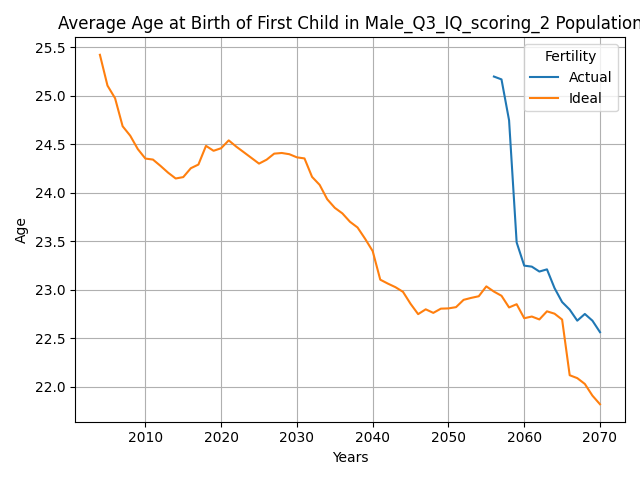 Average Age at Birth of First Child in Male_Q3_IQ_scoring_2 Population
Fertility
Actual
Ideal
25.5
25.0
24.5
24.0
23.5
23.0
22.5
22.0
Age
2010 2020 2030 2040 2050 2060 2070
Years